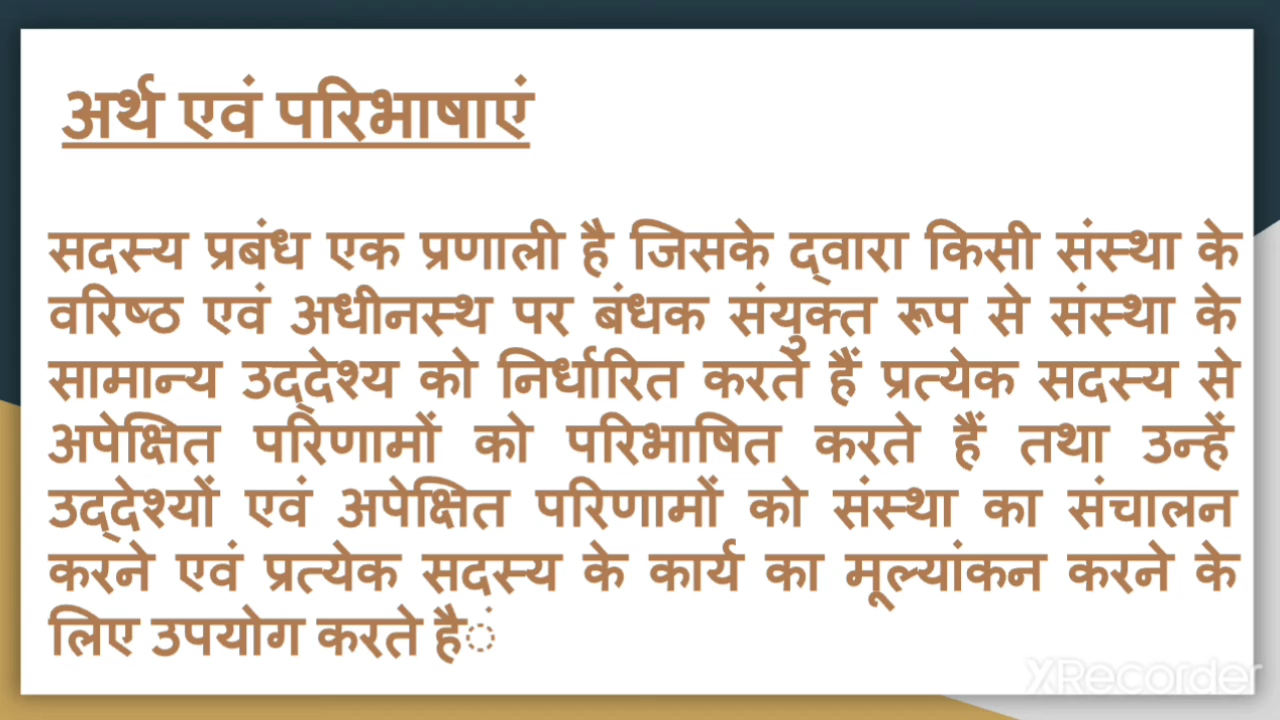 अर्थ एवं परिभाषाएं
सदस्य प्रबंध एक प्रणाली है जिसके द्वारा किसी संस्था के
वरिष्ठ एवं अधीनस्थ पर बंधक संयुक्त रूप से संस्था के
सामान्य उद्देश्य को निर्धारित करते हैं प्रत्येक सदस्य से
अपेक्षित परिणामों को परिभाषित करते हैं तथा उन्हें
उद्देश्यों एवं अपेक्षित परिणामों को संस्था का संचालन
करने एवं प्रत्येक सदस्य के कार्य का मूल्यांकन करने के
लिए उपयोग करते है◌ं
XRecorder